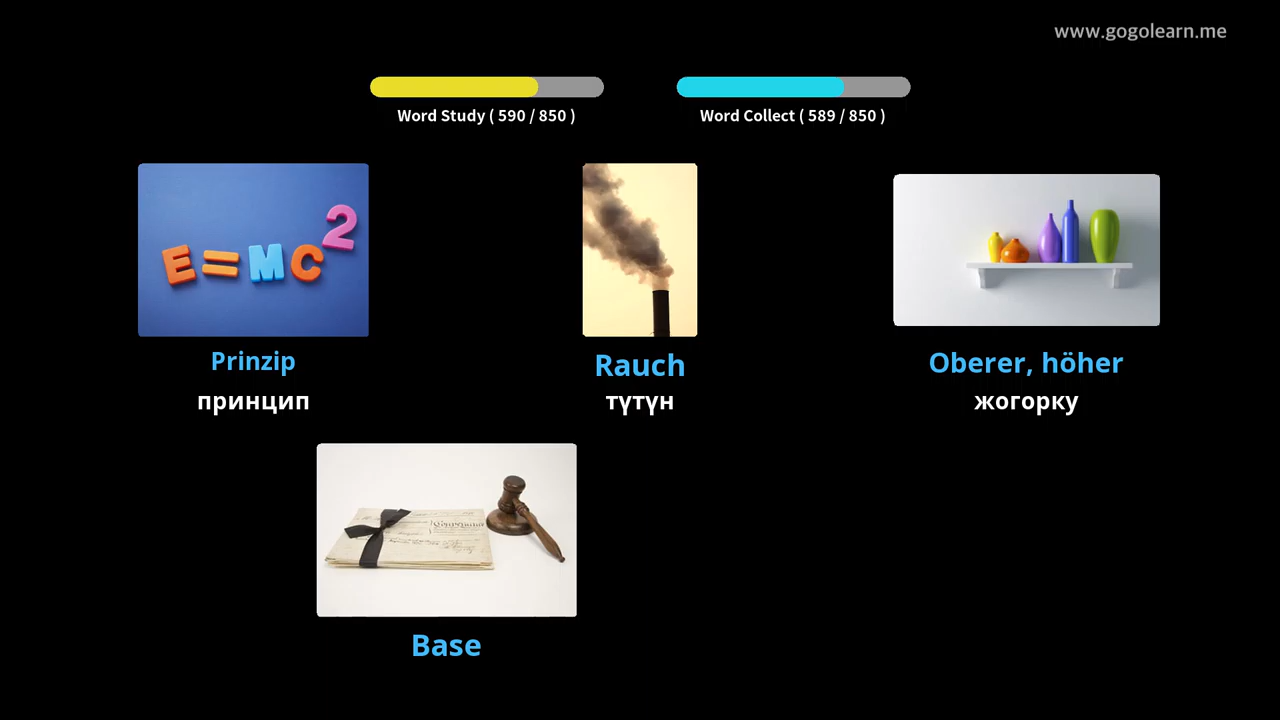 www.gogolearn.me
Word Study ( 590 / 850 )
Word Collect ( 589 / 850 )
E=MC2
Prinzip
принцип
Rauch
түтүн
Oberer, höher
жогорку
Base